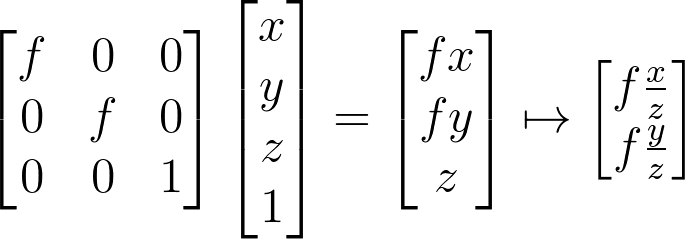 [f 0 0; 0 f 0; 0 0 1] [x; y; z; 1] = [fx; fy; z] ↦ [f x/z; f y/z]